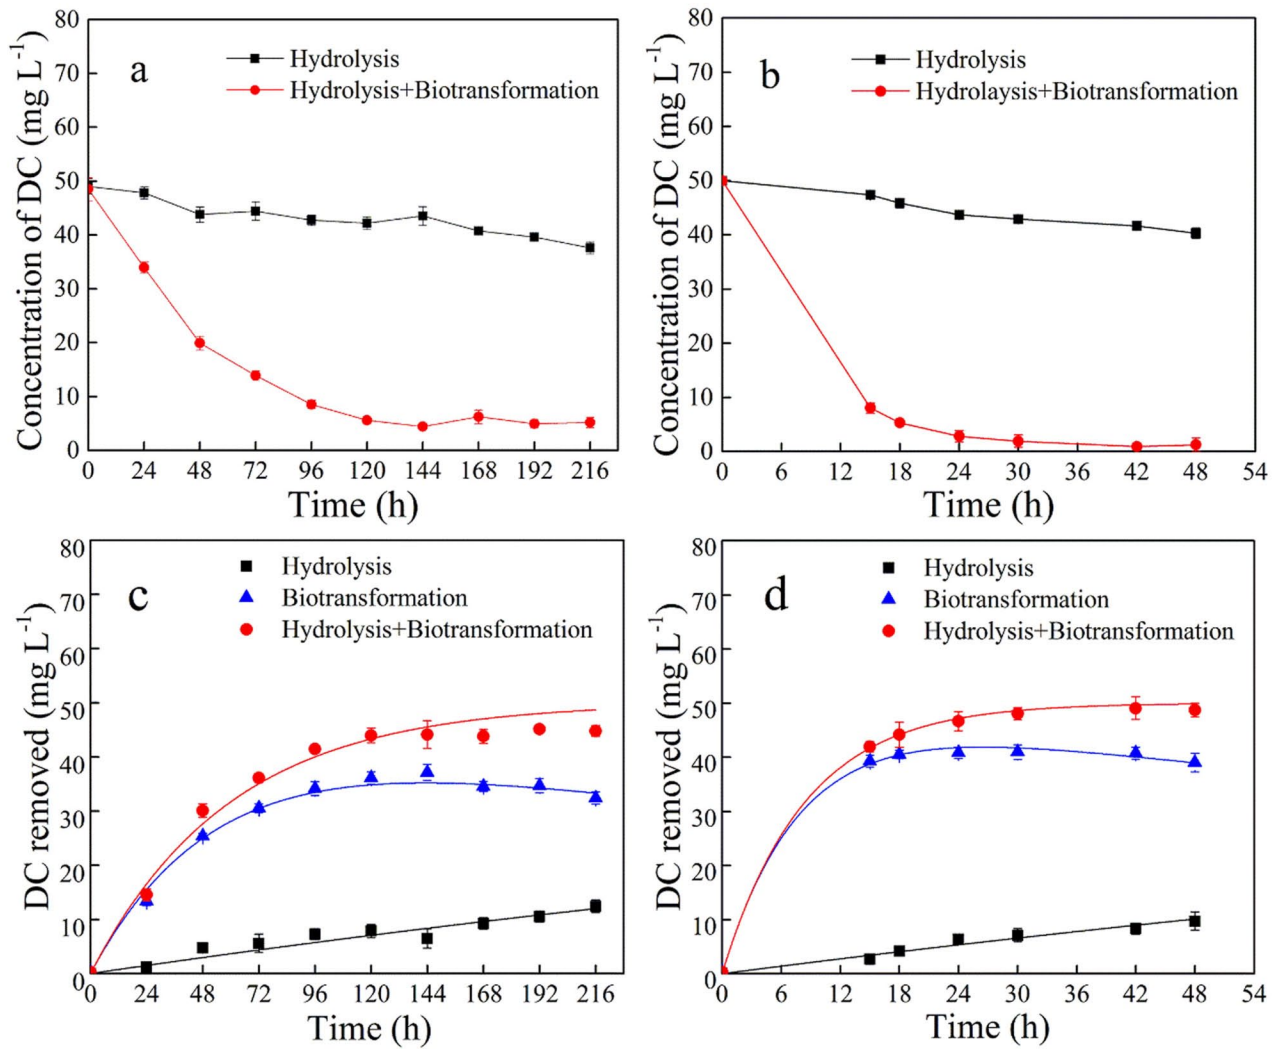 a
Hydrolysis
Hydrolysis+Biotransformation
Concentration of DC (mg L⁻¹)
80
70
60
50
40
30
20
10
0
0 24 48 72 96 120 144 168 192 216
Time (h)
b
Hydrolysis
Hydrolaysis+Biotransformation
Concentration of DC (mg L⁻¹)
80
70
60
50
40
30
20
10
0
0 6 12 18 24 30 36 42 48 54
Time (h)
c
Hydrolysis
Biotransformation
Hydrolysis+Biotransformation
DC removed (mg L⁻¹)
80
70
60
50
40
30
20
10
0
0 24 48 72 96 120 144 168 192 216
Time (h)
d
Hydrolysis
Biotransformation
Hydrolysis+Biotransformation
DC removed (mg L⁻¹)
80
70
60
50
40
30
20
10
0
0 6 12 18 24 30 36 42 48 54
Time (h)